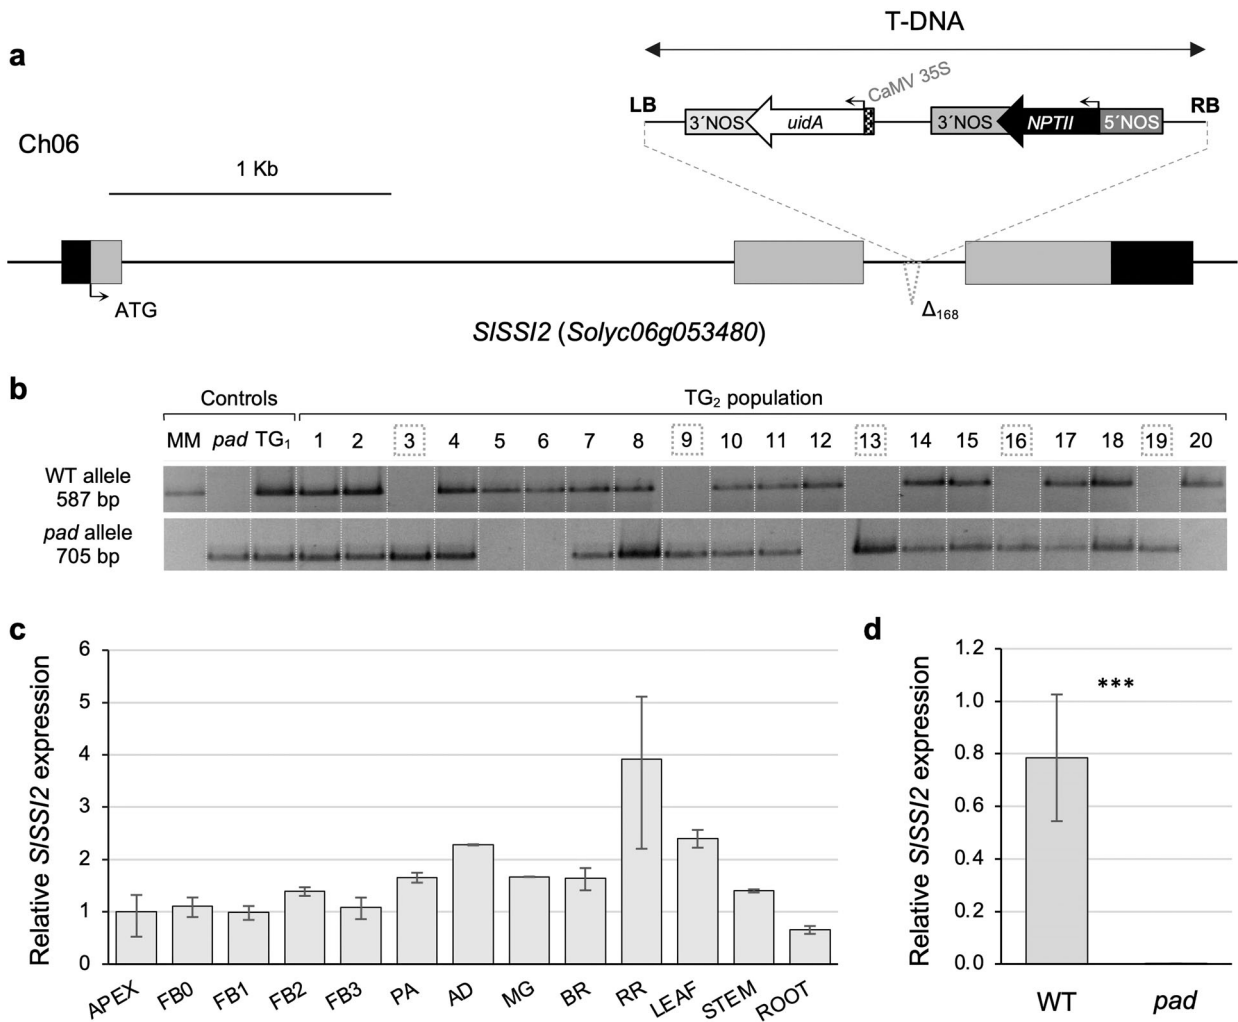 a
T-DNA
LB
3´NOS
uidA
CaMV 35S
3´NOS
NPTII
5´NOS
RB
Ch06
1 Kb
ATG
Δ168
SlSSI2 (Solyc06g053480)
b
Controls
TG2 population
MM pad TG1 1 2 3 4 5 6 7 8 9 10 11 12 13 14 15 16 17 18 19 20
WT allele
587 bp
pad allele
705 bp
c
Relative SlSSI2 expression
6
5
4
3
2
1
0
APEX FB0 FB1 FB2 FB3 PA AD MG BR RR LEAF STEM ROOT
d
Relative SlSSI2 expression
1.2
1.0
0.8
0.6
0.4
0.2
0.0
***
WT pad